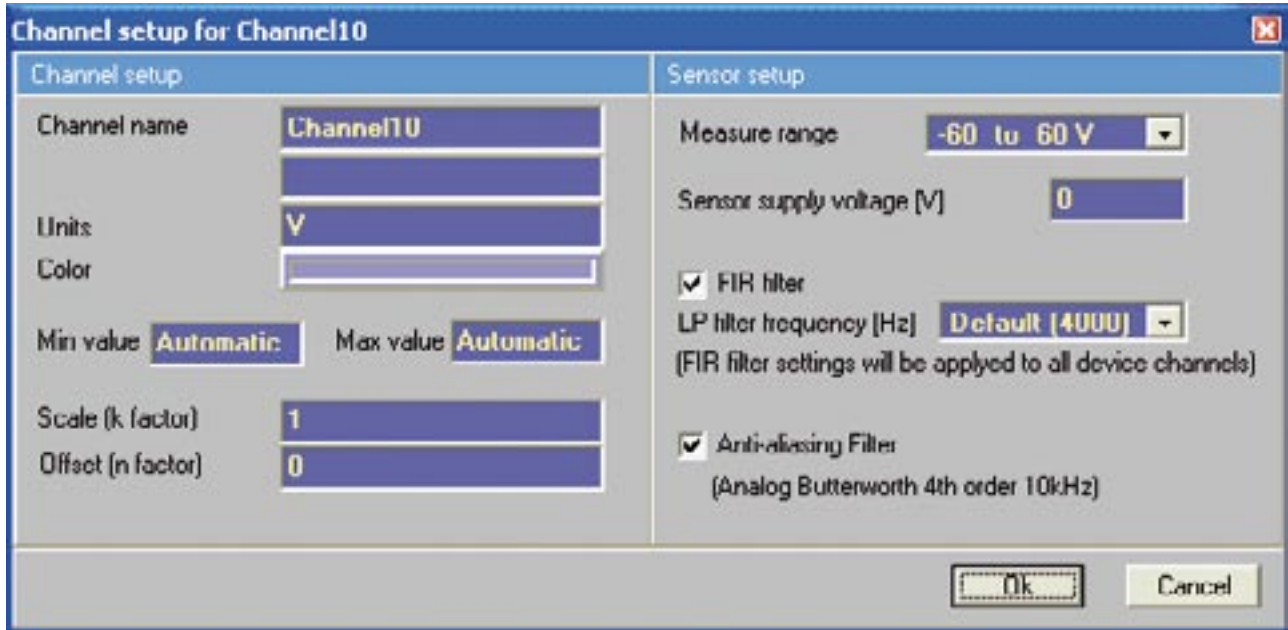 Channel setup for Channel10
Channel setup
Channel name
Channel10
Units
V
Color
Min value Automatic Max value Automatic
Scale (k factor)
1
Offset (n factor)
0
Sensor setup
Measure range
-60 to 60 V
Sensor supply voltage [V]
0
FIR filter
LP filter frequency [Hz] Default (4000)
(FIR filter settings will be applyed to all device channels)
Anti-aliasing Filter
(Analog Butterworth 4th order 10kHz)
Ok
Cancel